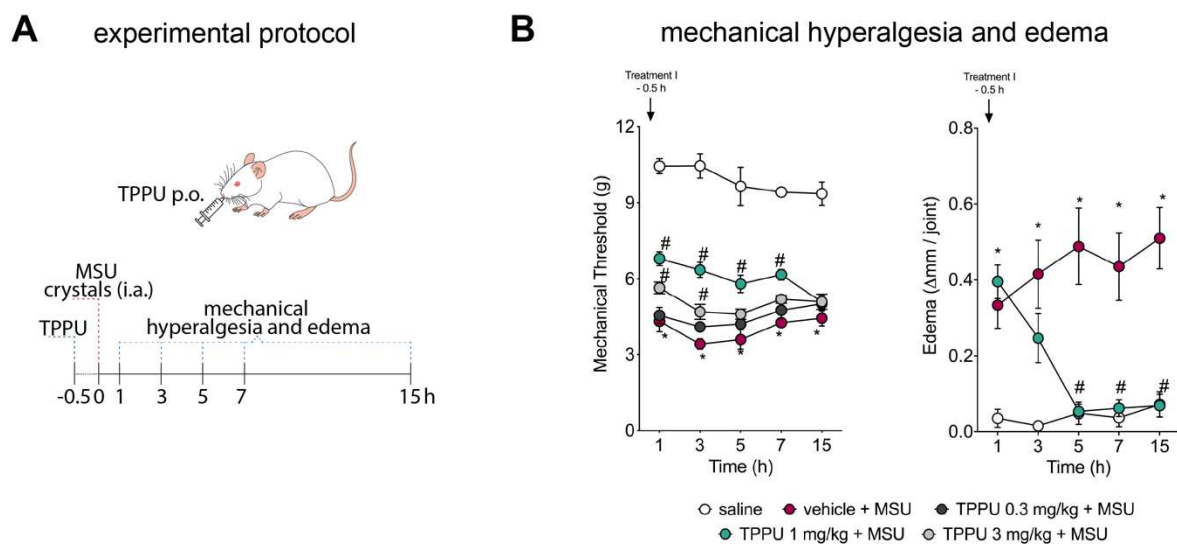 A experimental protocol
TPPU p.o.
MSU
crystals (i.a.)
TPPU
mechanical
hyperalgesia and edema
-0.5 0 1 3 5 7 15 h
B mechanical hyperalgesia and edema
Treatment I
- 0.5 h
Mechanical Threshold (g)
12
9
6
3
0
# # # #
# #
* * * * *
1 3 5 7 15
Time (h)
Treatment I
- 0.5 h
Edema (Δmm / joint)
0.8
0.6
0.4
0.2
0.0
* * * * *
# # #
1 3 5 7 15
Time (h)
saline vehicle + MSU TPPU 0.3 mg/kg + MSU
TPPU 1 mg/kg + MSU TPPU 3 mg/kg + MSU